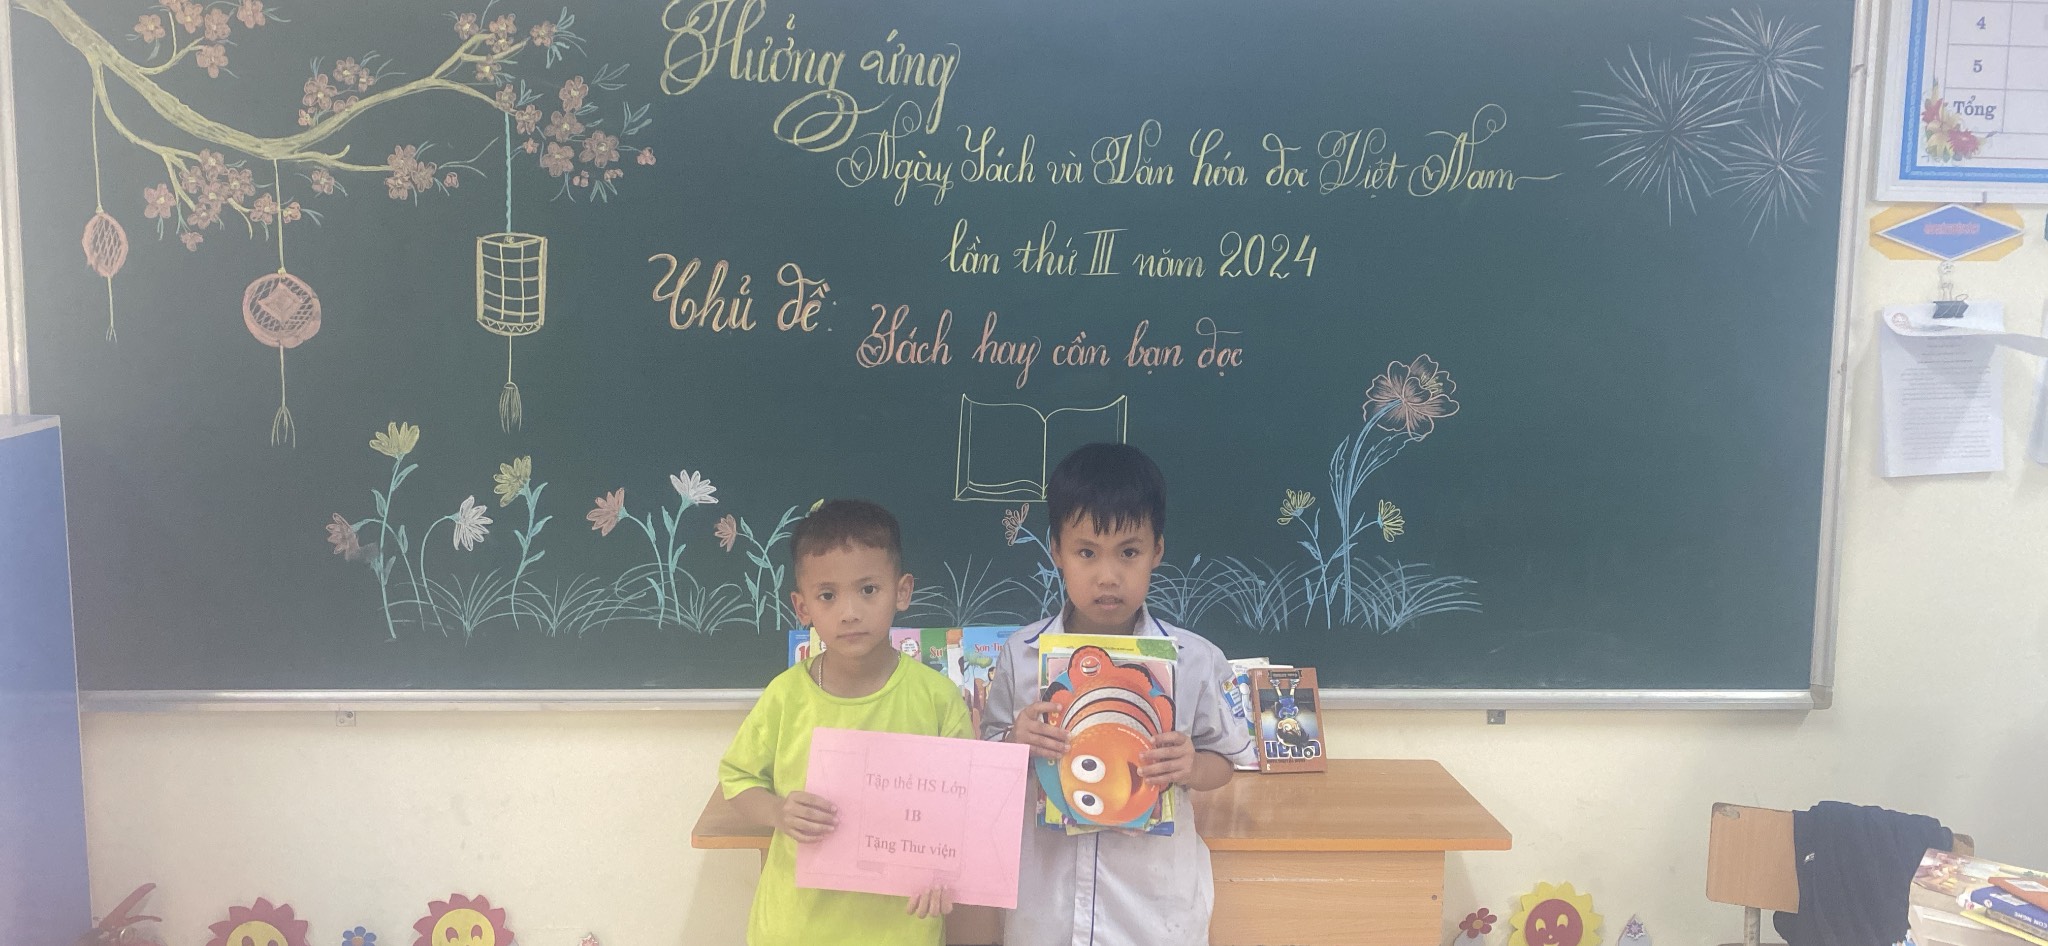 Hưởng ứng
Ngày Sách và Văn hóa đọc Việt Nam
lần thứ III năm 2024
Chủ đề:
Sách hay cần bạn đọc
4
5
Tổng
Tập thể HS Lớp
1B
Tặng Thư viện